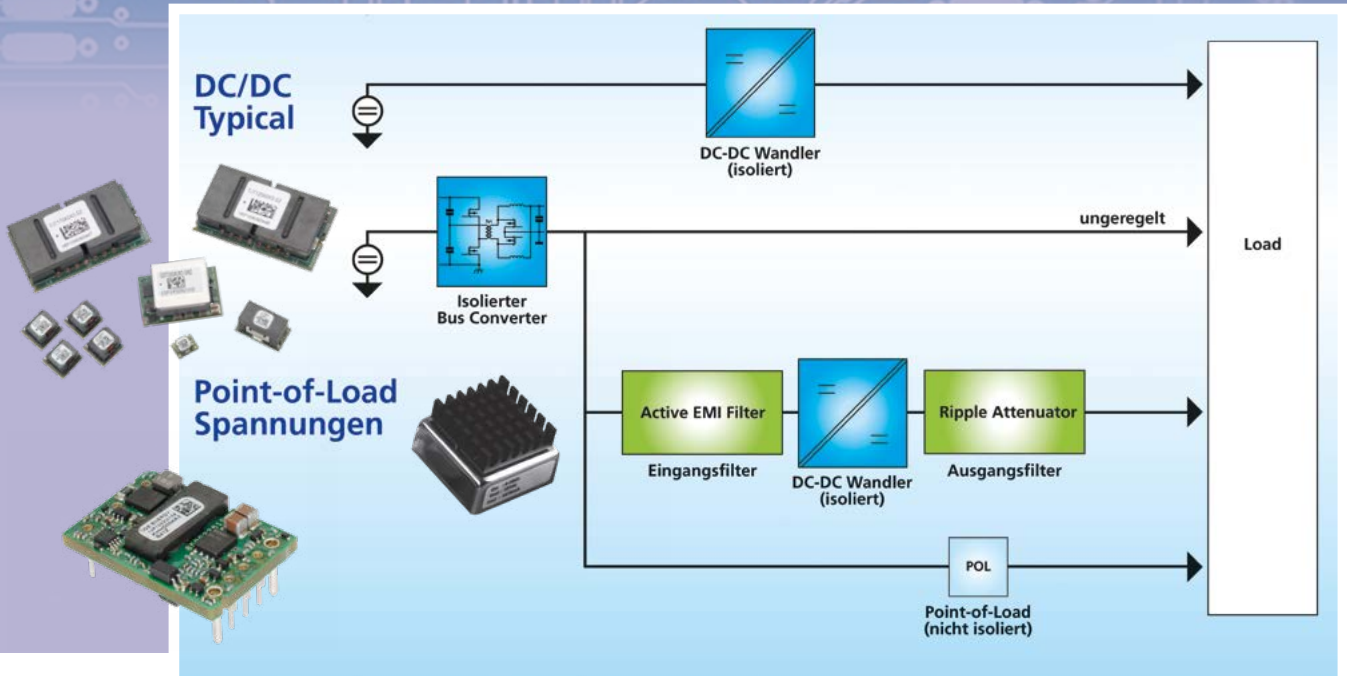 DC/DC
Typical
DC-DC Wandler
(isoliert)
ungeregelt
Load
Isolierter
Bus Converter
Point-of-Load
Spannungen
Active EMI Filter
Ripple Attenuator
Eingangsfilter
DC-DC Wandler
(isoliert)
Ausgangsfilter
POL
Point-of-Load
(nicht isoliert)